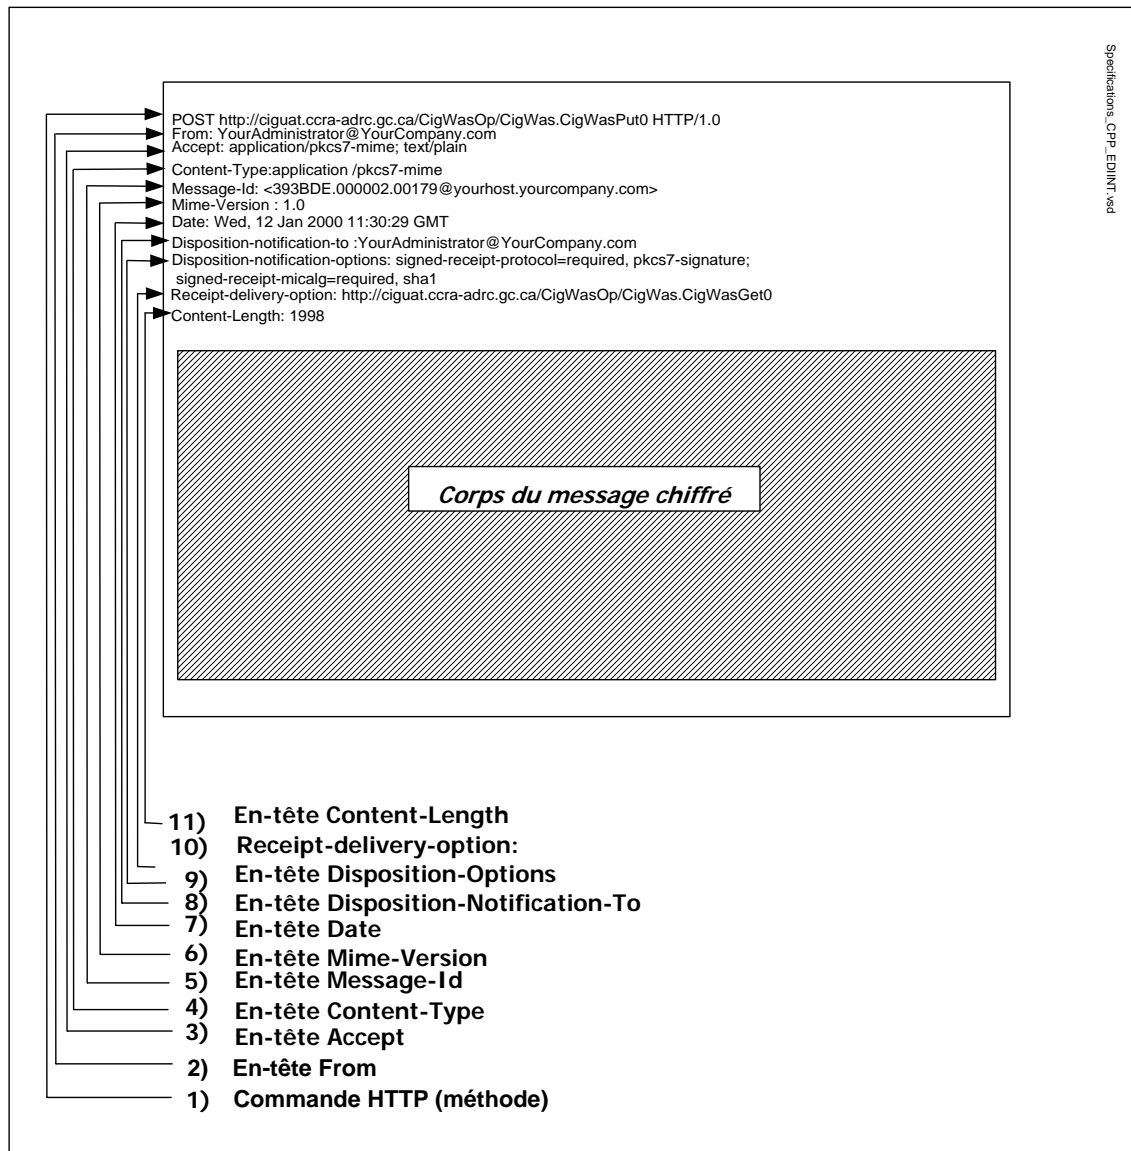 Specifications_CPP_EDIINT.vsd
POST http://ciguat.ccra-adrc.gc.ca/CigWasOp/CigWas.CigWasPut0 HTTP/1.0
From: YourAdministrator@YourCompany.com
Accept: application/pkcs7-mime; text/plain
Content-Type:application /pkcs7-mime
Message-Id: <393BDE.000002.00179@yourhost.yourcompany.com>
Mime-Version : 1.0
Date: Wed, 12 Jan 2000 11:30:29 GMT
Disposition-notification-to :YourAdministrator@YourCompany.com
Disposition-notification-options: signed-receipt-protocol=required, pkcs7-signature;
signed-receipt-micalg=required, sha1
Receipt-delivery-option: http://ciguat.ccra-adrc.gc.ca/CigWasOp/CigWas.CigWasGet0
Content-Length: 1998
Corps du message chiffré
11) En-tête Content-Length
10) Receipt-delivery-option:
9) En-tête Disposition-Options
8) En-tête Disposition-Notification-To
7) En-tête Date
6) En-tête Mime-Version
5) En-tête Message-Id
4) En-tête Content-Type
3) En-tête Accept
2) En-tête From
1) Commande HTTP (méthode)